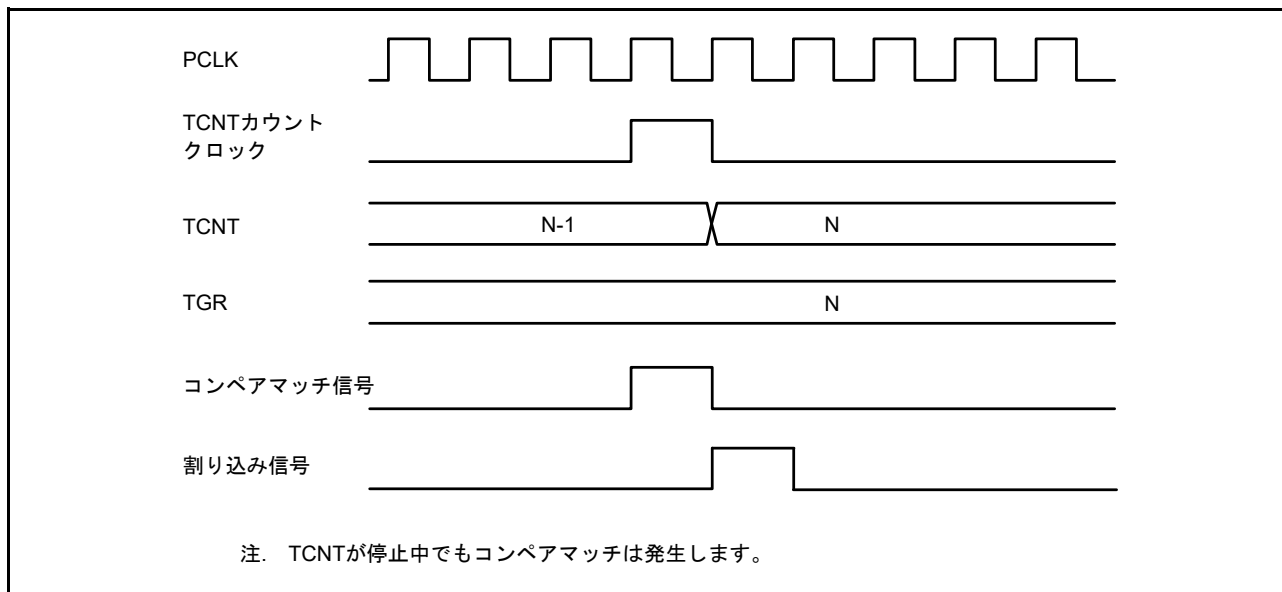 PCLK
TCNTカウント
クロック
TCNT
N-1
N
TGR
N
コンペアマッチ信号
割り込み信号
注. TCNTが停止中でもコンペアマッチは発生します。